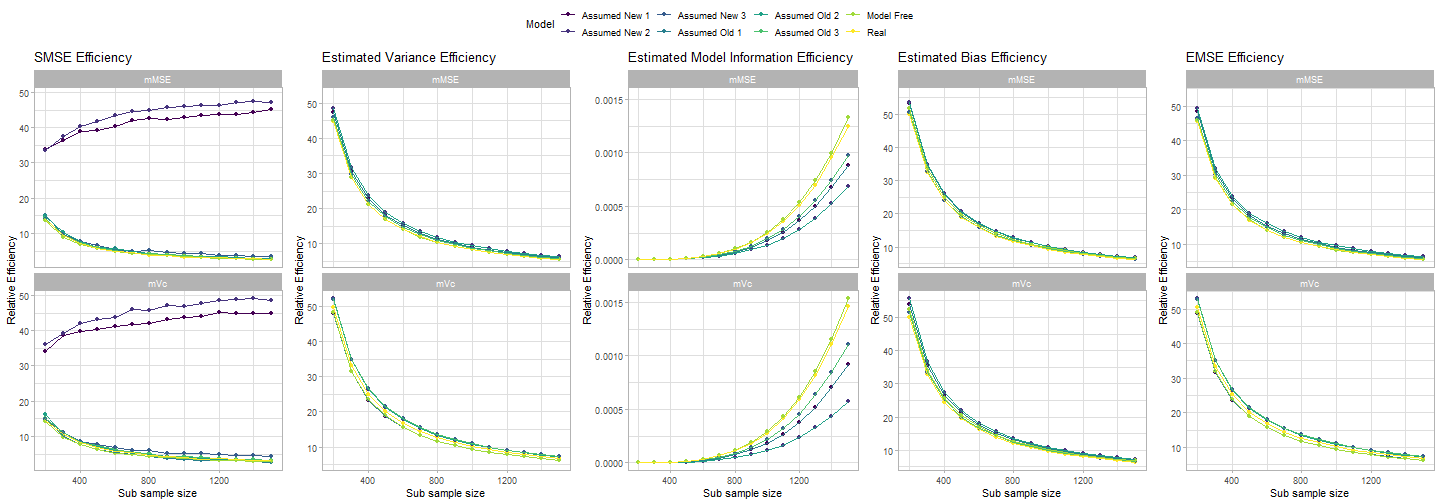 Model
Assumed New 1
Assumed New 3
Assumed Old 2
Model Free
Assumed New 2
Assumed Old 1
Assumed Old 3
Real
SMSE Efficiency
Estimated Variance Efficiency
Estimated Model Information Efficiency
Estimated Bias Efficiency
EMSE Efficiency
mMSE
mMSE
mMSE
mMSE
mMSE
50
40
30
20
10
50
40
30
20
10
0.0015
0.0010
0.0005
0.0000
50
40
30
20
10
50
40
30
20
10
Relative Efficiency
Relative Efficiency
Relative Efficiency
Relative Efficiency
Relative Efficiency
mVc
mVc
mVc
mVc
mVc
50
40
30
20
10
50
40
30
20
10
0.0015
0.0010
0.0005
0.0000
50
40
30
20
10
50
40
30
20
10
400
800
1200
400
800
1200
400
800
1200
400
800
1200
400
800
1200
Sub sample size
Sub sample size
Sub sample size
Sub sample size
Sub sample size